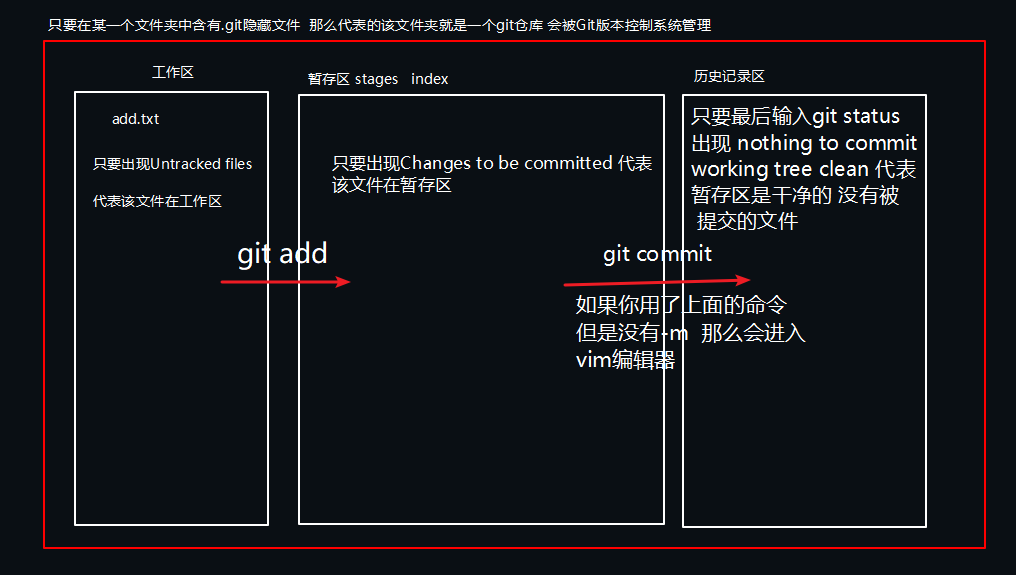 只要在某一个文件夹中含有.git隐藏文件 那么代表的该文件夹就是一个git仓库 会被Git版本控制系统管理
工作区
暂存区 stages index
历史记录区
add.txt
只要出现Untracked files
代表该文件在工作区
只要出现Changes to be committed 代表
该文件在暂存区
只要最后输入git status
出现 nothing to commit
working tree clean 代表
暂存区是干净的 没有被
提交的文件
git add
git commit
如果你用了上面的命令
但是没有-m 那么会进入
vim编辑器